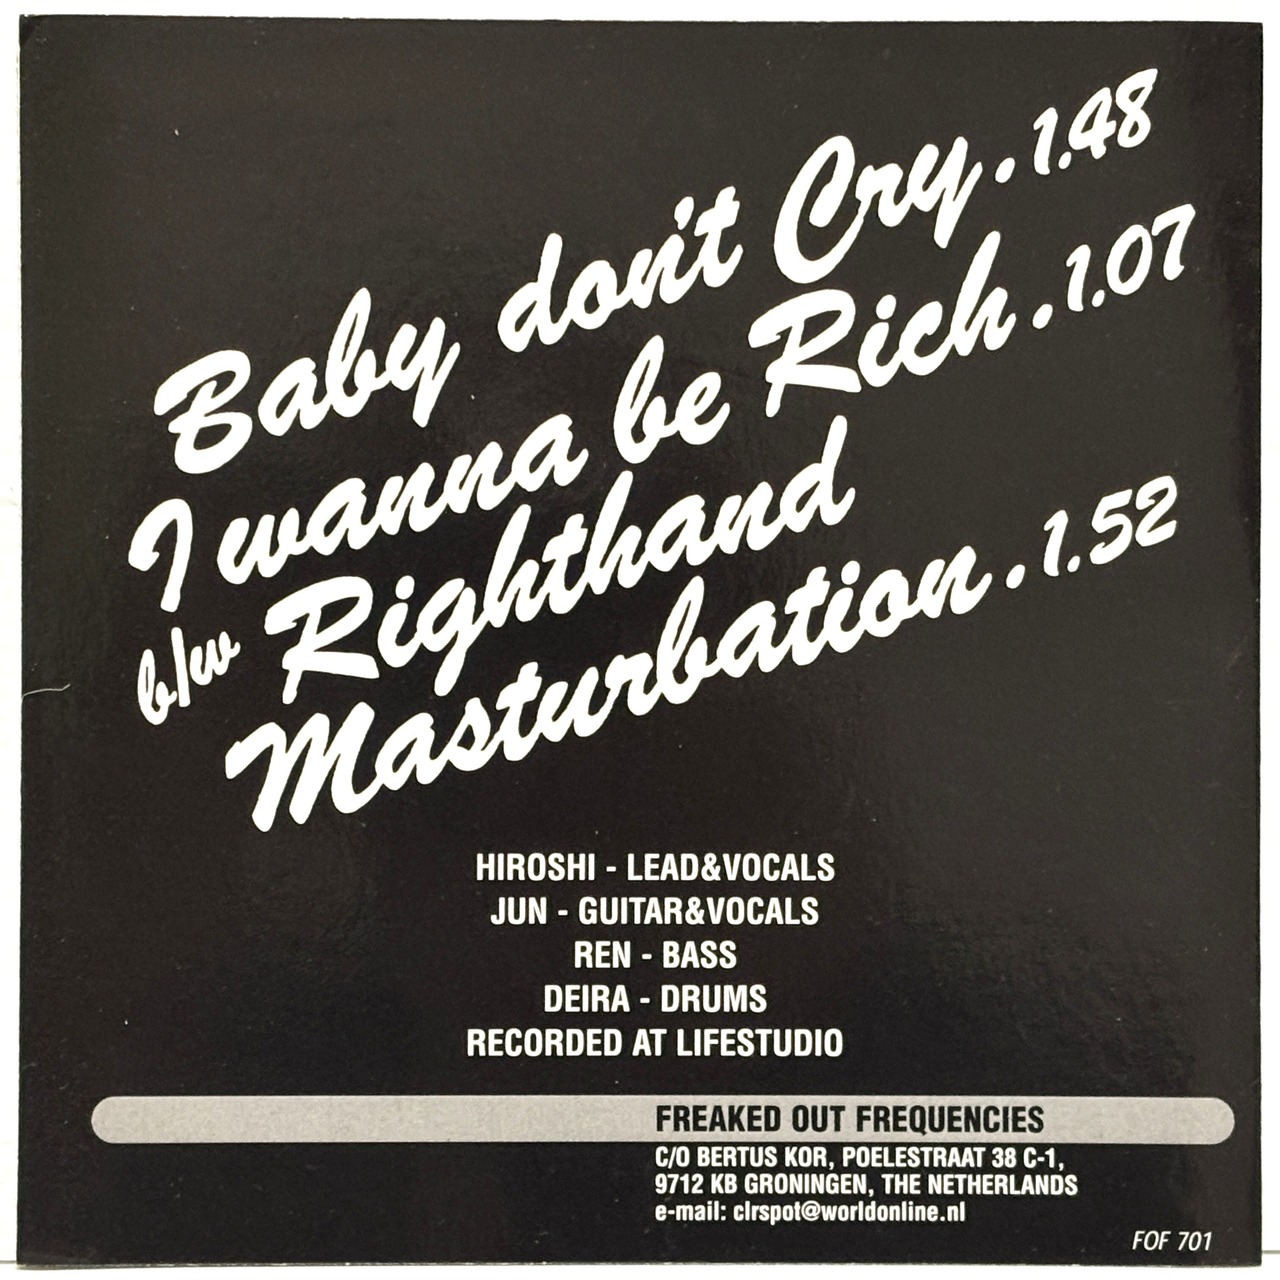 Baby don't Cry. 1.48
I wanna be Rich. 1.07
b/w Righthand
Masturbation. 1.52
HIROSHI - LEAD&VOCALS
JUN - GUITAR&VOCALS
REN - BASS
DEIRA - DRUMS
RECORDED AT LIFESTUDIO
FREAKED OUT FREQUENCIES
C/O BERTUS KOR, POELESTRAAT 38 C-1,
9712 KB GRONINGEN, THE NETHERLANDS
e-mail: clrspot@worldonline.nl
FOF 701